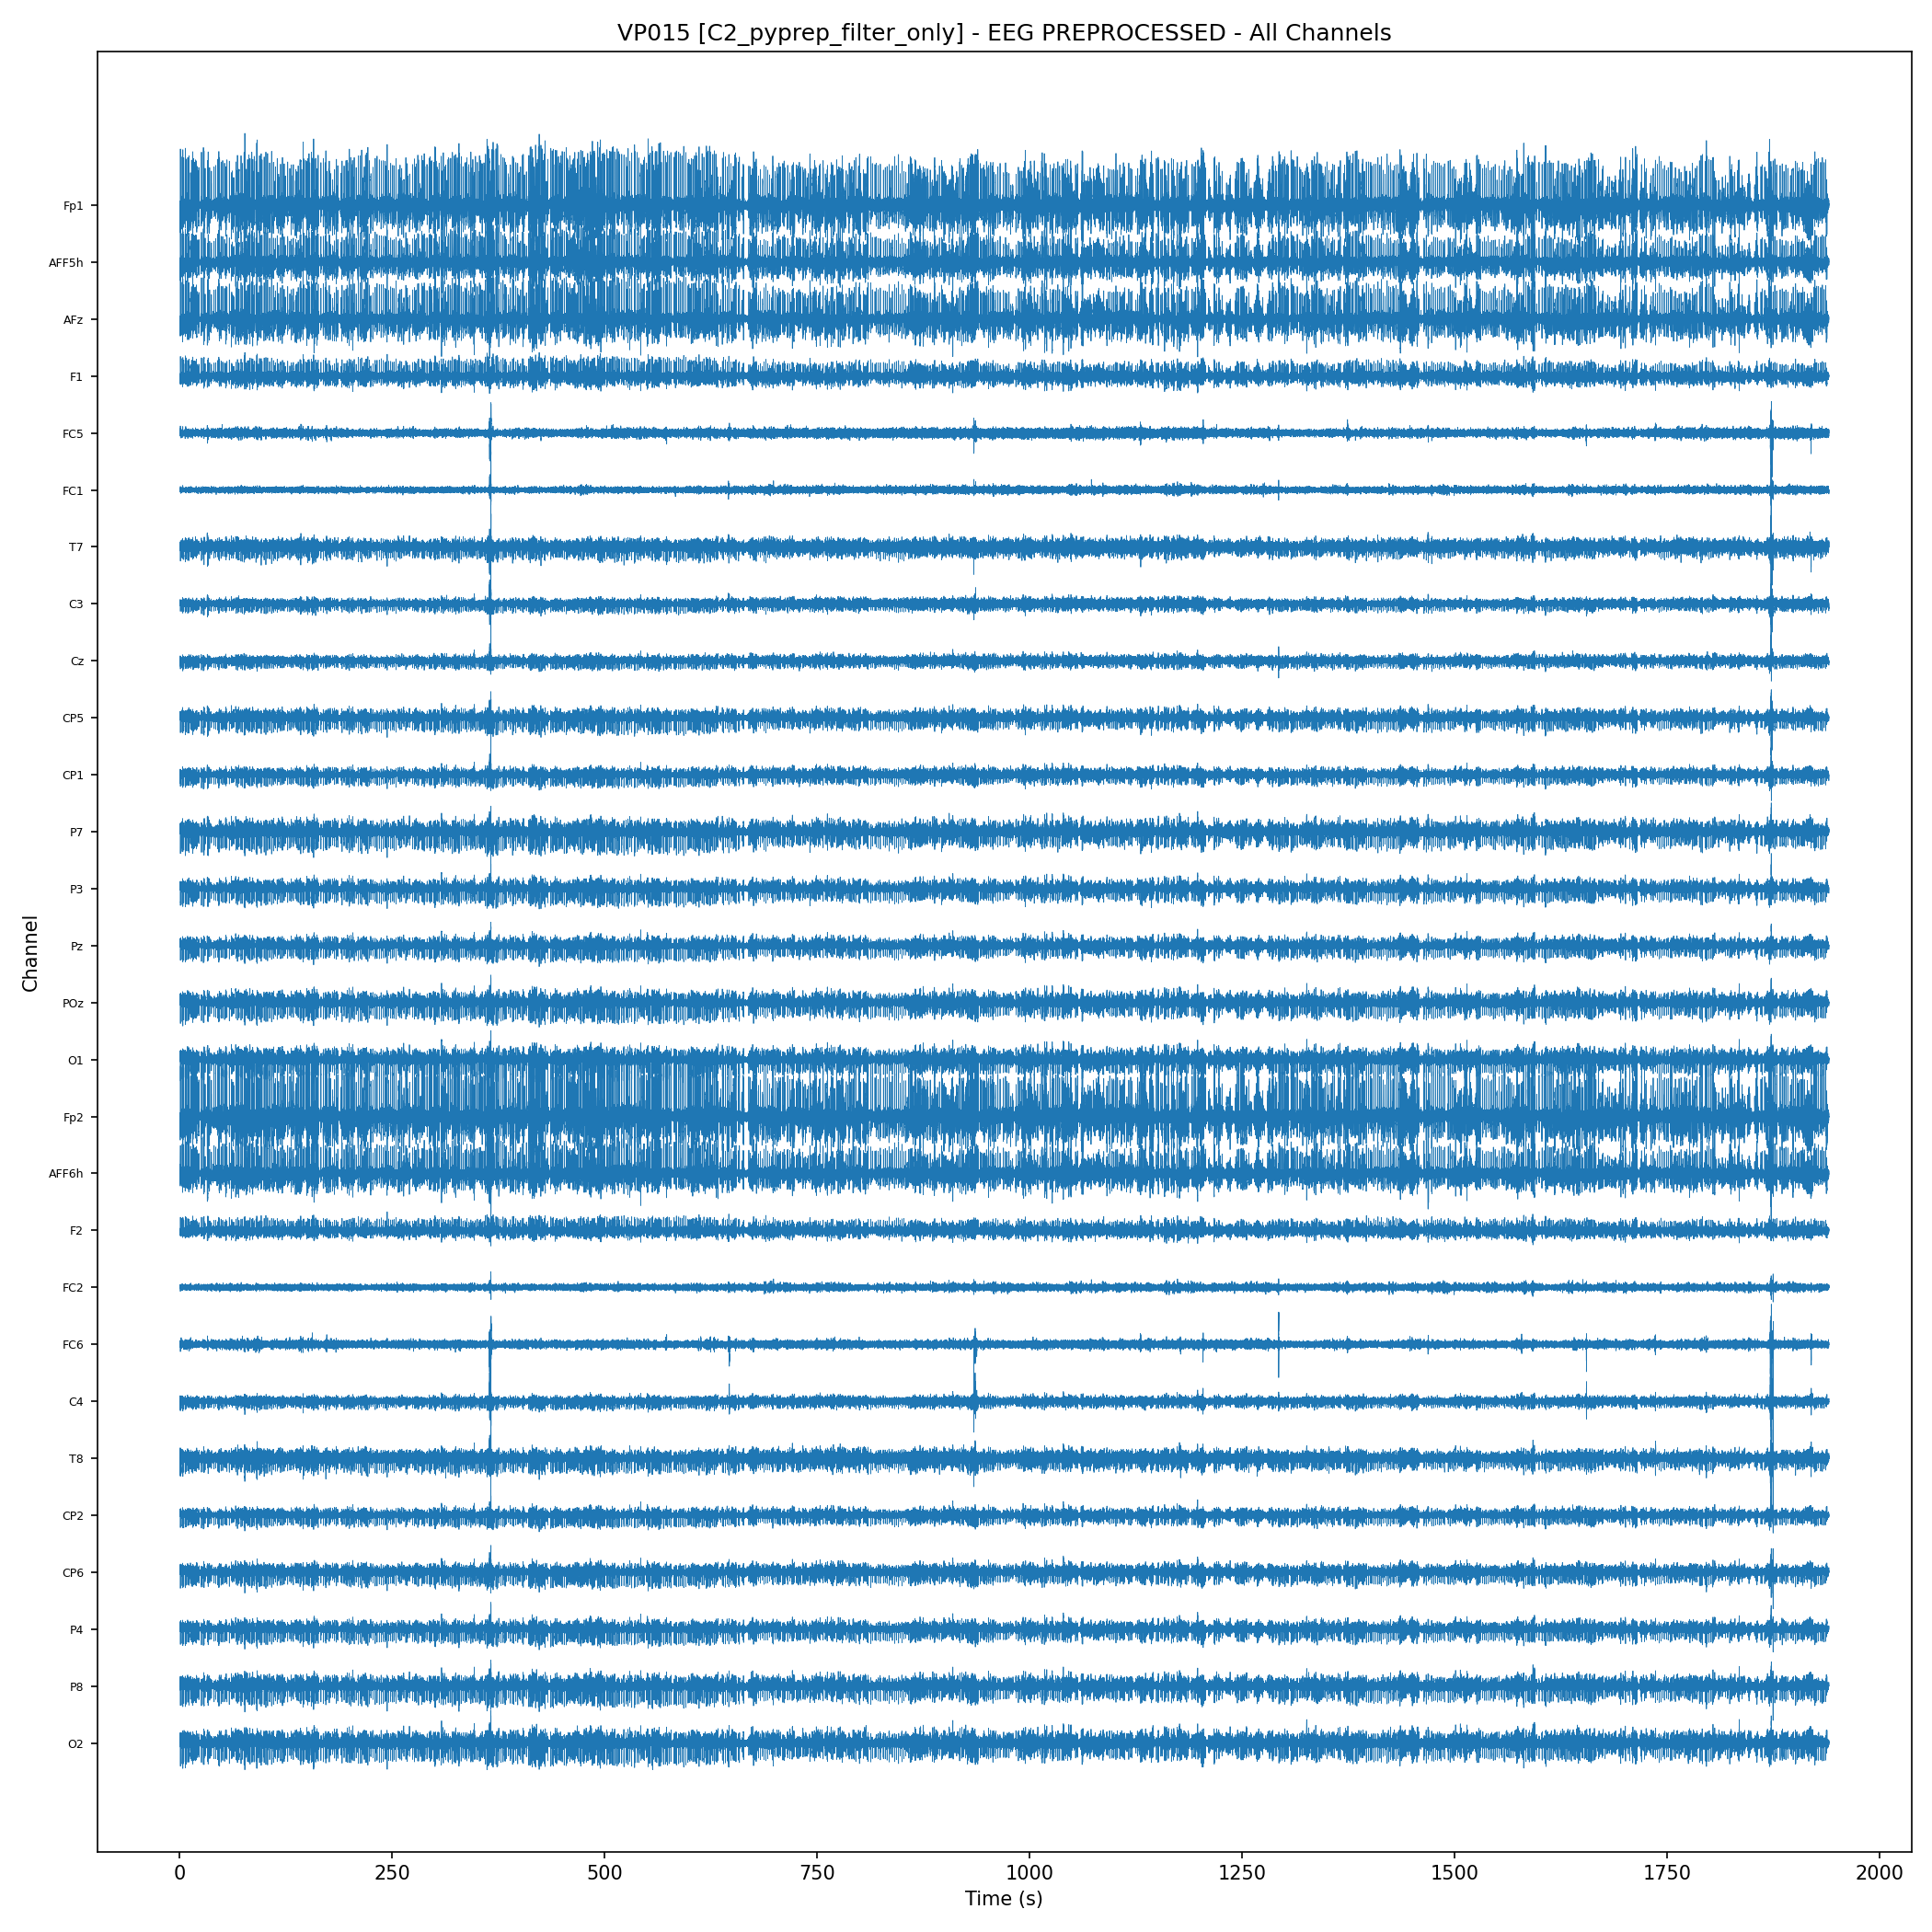 VP015 [C2_pyprep_filter_only] - EEG PREPROCESSED - All Channels
Channel
Fp1
AFF5h
AFz
F1
FC5
FC1
T7
C3
Cz
CP5
CP1
P7
P3
Pz
POz
O1
Fp2
AFF6h
F2
FC2
FC6
C4
T8
CP2
CP6
P4
P8
O2
0 250 500 750 1000 1250 1500 1750 2000
Time (s)